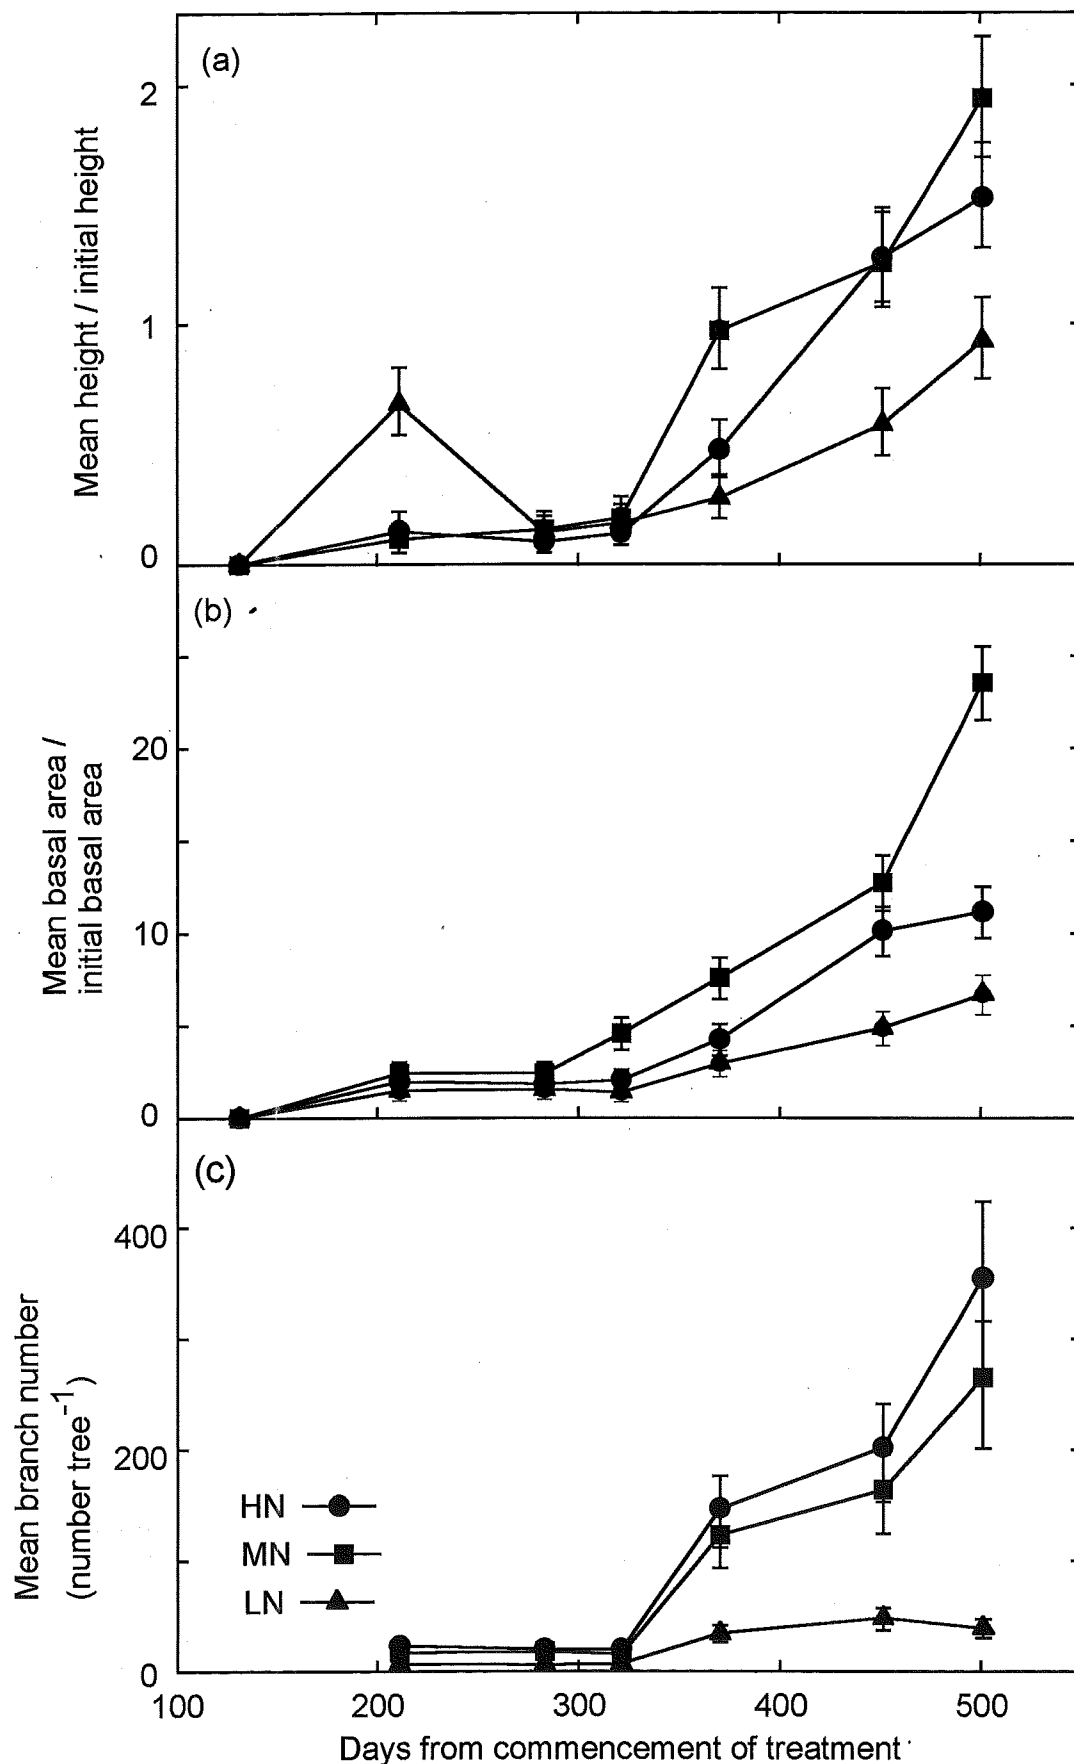 (a)
2
1
0
Mean height / initial height
(b)
20
10
0
Mean basal area /
initial basal area
(c)
400
200
0
Mean branch number
(number tree⁻¹)
HN
MN
LN
100 200 300 400 500
Days from commencement of treatment